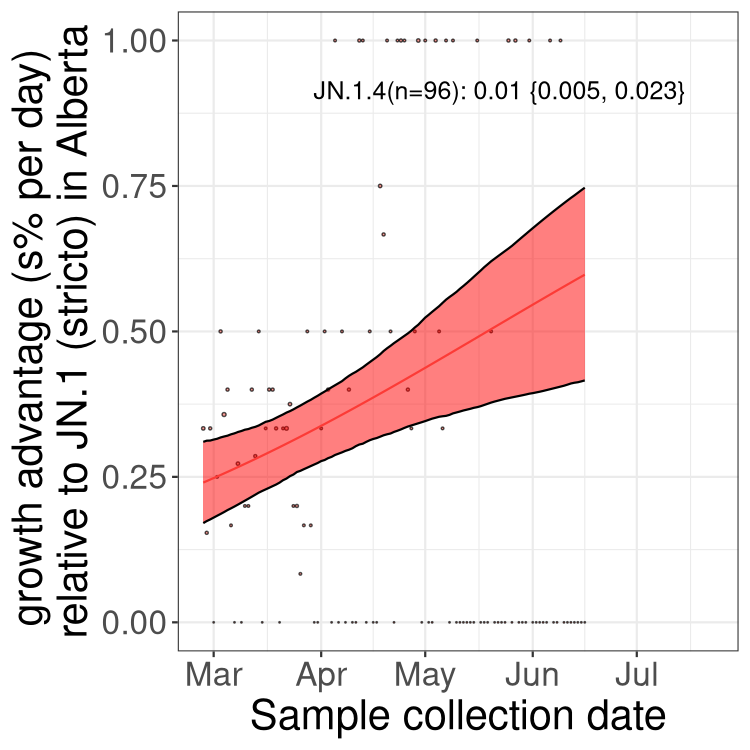 growth advantage (s% per day)
relative to JN.1 (stricto) in Alberta
1.00
0.75
0.50
0.25
0.00
JN.1.4(n=96): 0.01 {0.005, 0.023}
Mar Apr May Jun Jul
Sample collection date